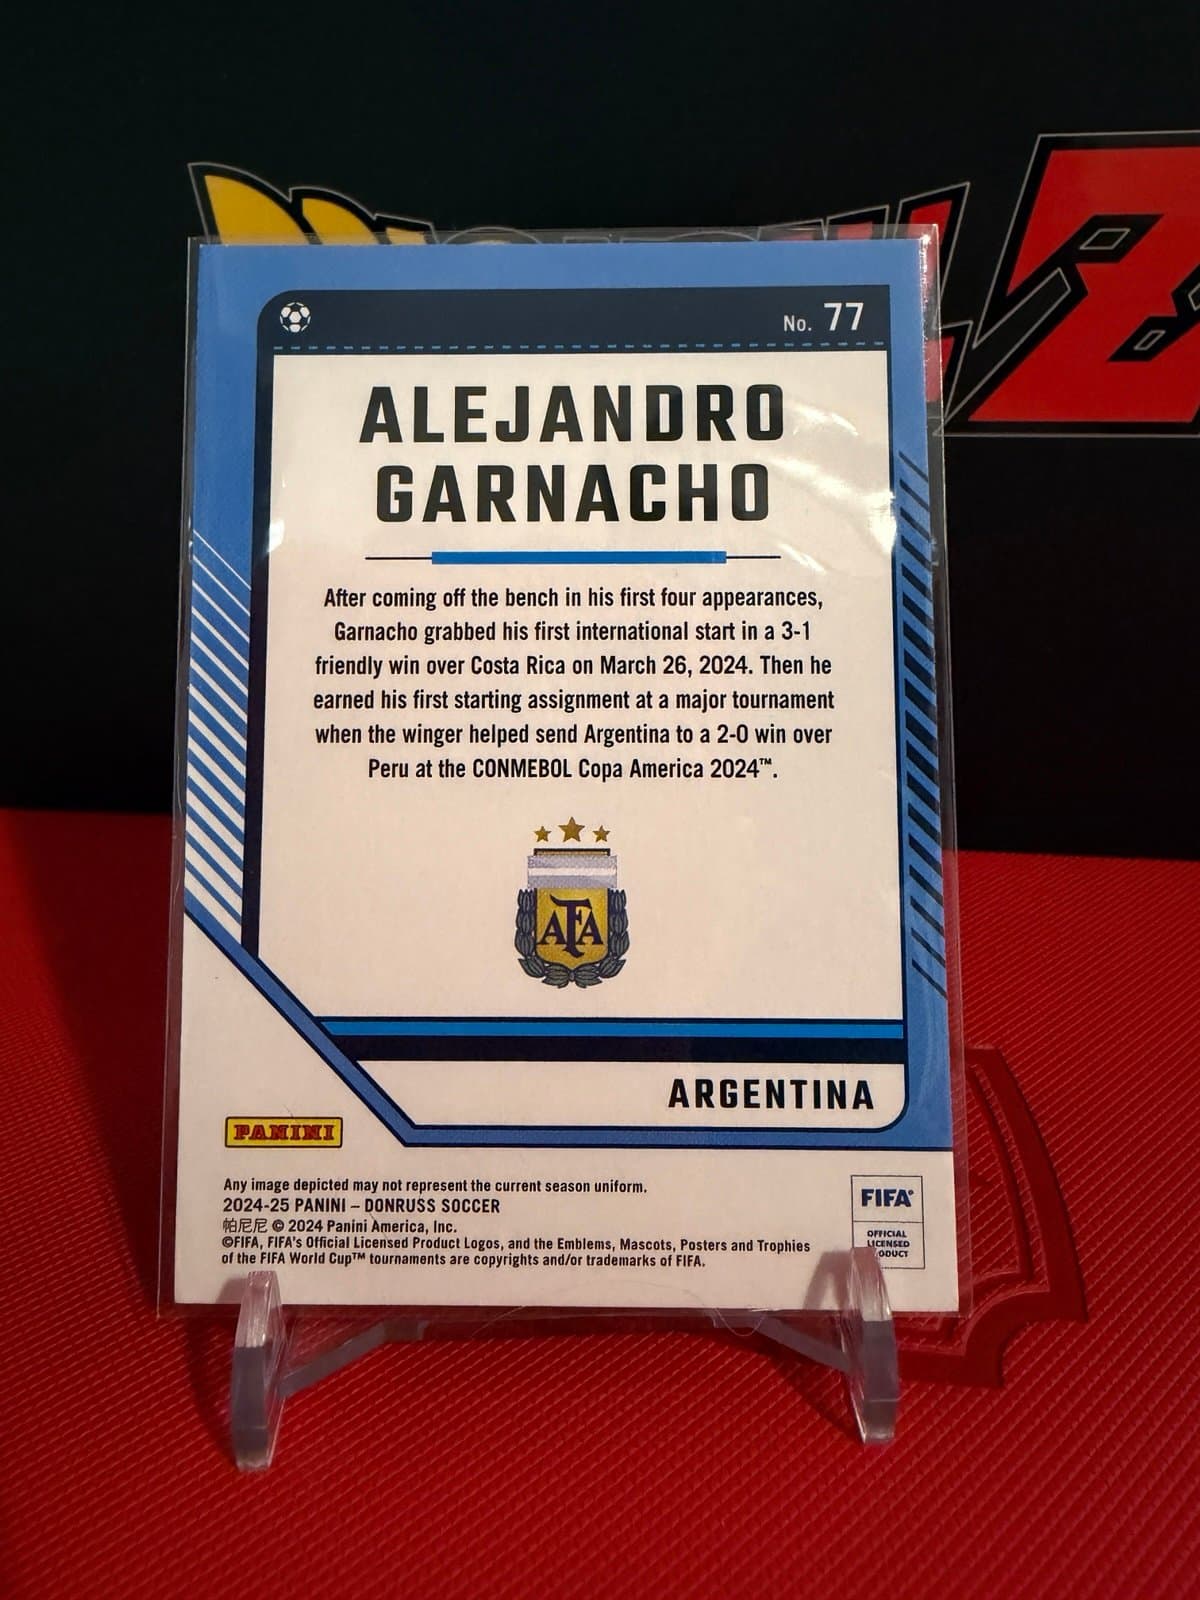 No. 77
ALEJANDRO
GARNACHO
After coming off the bench in his first four appearances,
Garnacho grabbed his first international start in a 3-1
friendly win over Costa Rica on March 26, 2024. Then he
earned his first starting assignment at a major tournament
when the winger helped send Argentina to a 2-0 win over
Peru at the CONMEBOL Copa America 2024™.
AFA
ARGENTINA
PANINI
Any image depicted may not represent the current season uniform.
2024-25 PANINI – DONRUSS SOCCER
帕尼尼 © 2024 Panini America, Inc.
©FIFA, FIFA's Official Licensed Product Logos, and the Emblems, Mascots, Posters and Trophies
of the FIFA World Cup™ tournaments are copyrights and/or trademarks of FIFA.
FIFA
OFFICIAL
LICENSED